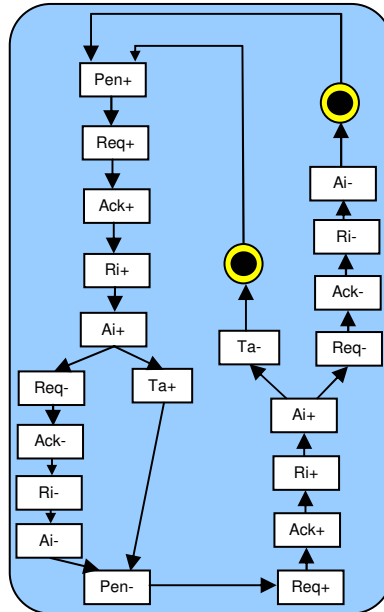 Pen+
Req+
Ack+
Ri+
Ai+
Req-
Ta+
Ack-
Ri-
Ai-
Pen-
Req+
Ack+
Ri+
Ai+
Ta-
Req-
Ack-
Ri-
Ai-